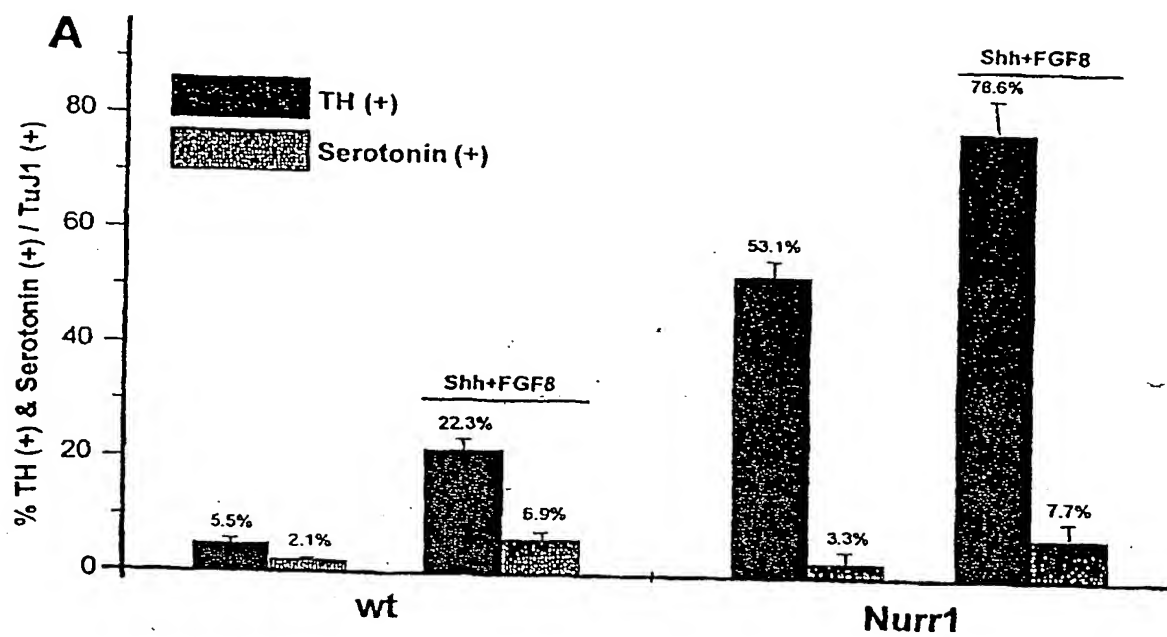 A
Shh+FGF8
78.6%
TH (+)
Serotonin (+)
80
60
40
20
0
% TH (+) & Serotonin (+) / TuJ1 (+)
53.1%
Shh+FGF8
22.3%
5.5%
2.1%
6.9%
3.3%
7.7%
wt
Nurr1